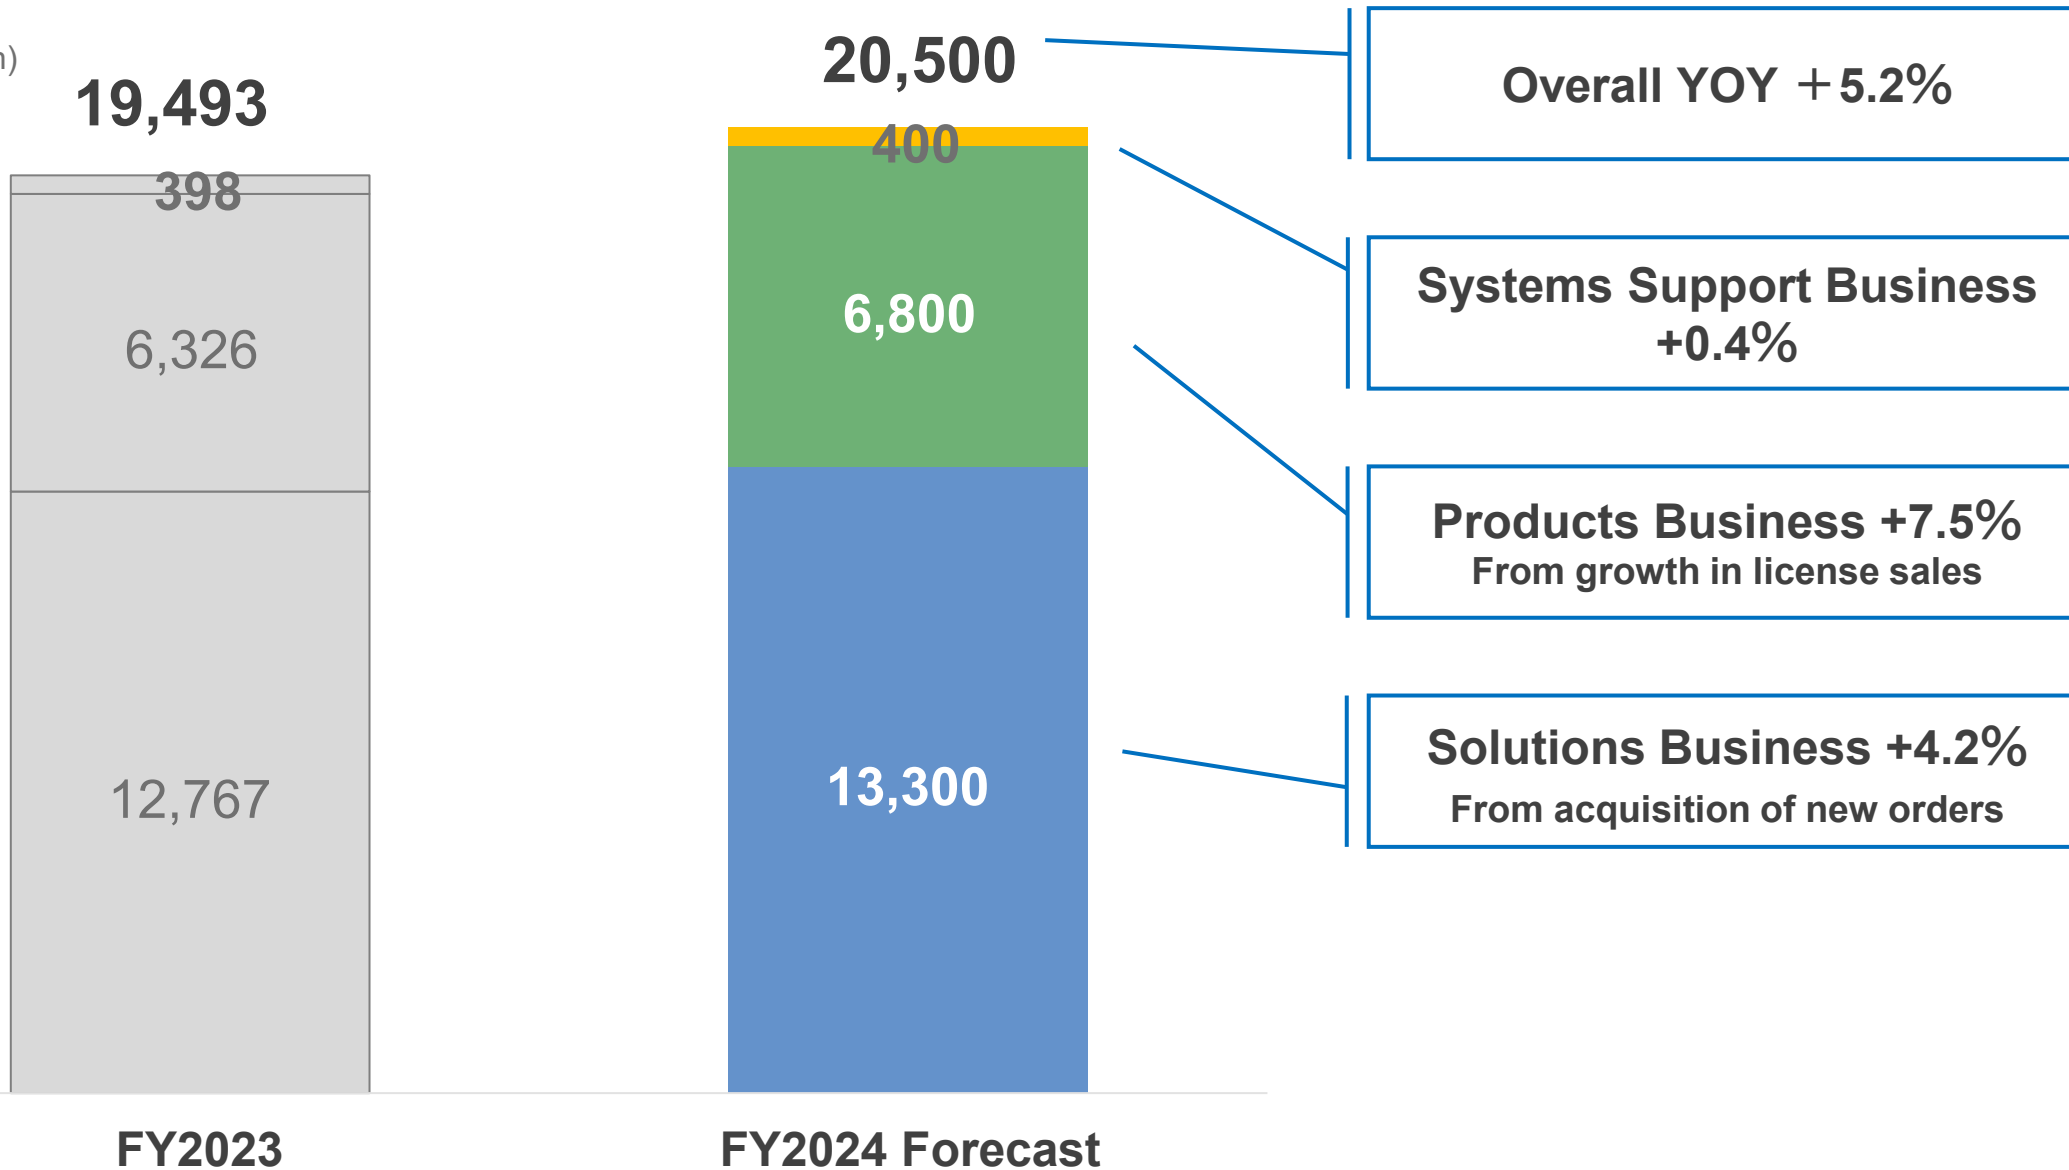 19,493
398
6,326
12,767
FY2023
20,500
400
6,800
13,300
FY2024 Forecast
Overall YOY ＋5.2%
Systems Support Business
+0.4%
Products Business +7.5%
From growth in license sales
Solutions Business +4.2%
From acquisition of new orders